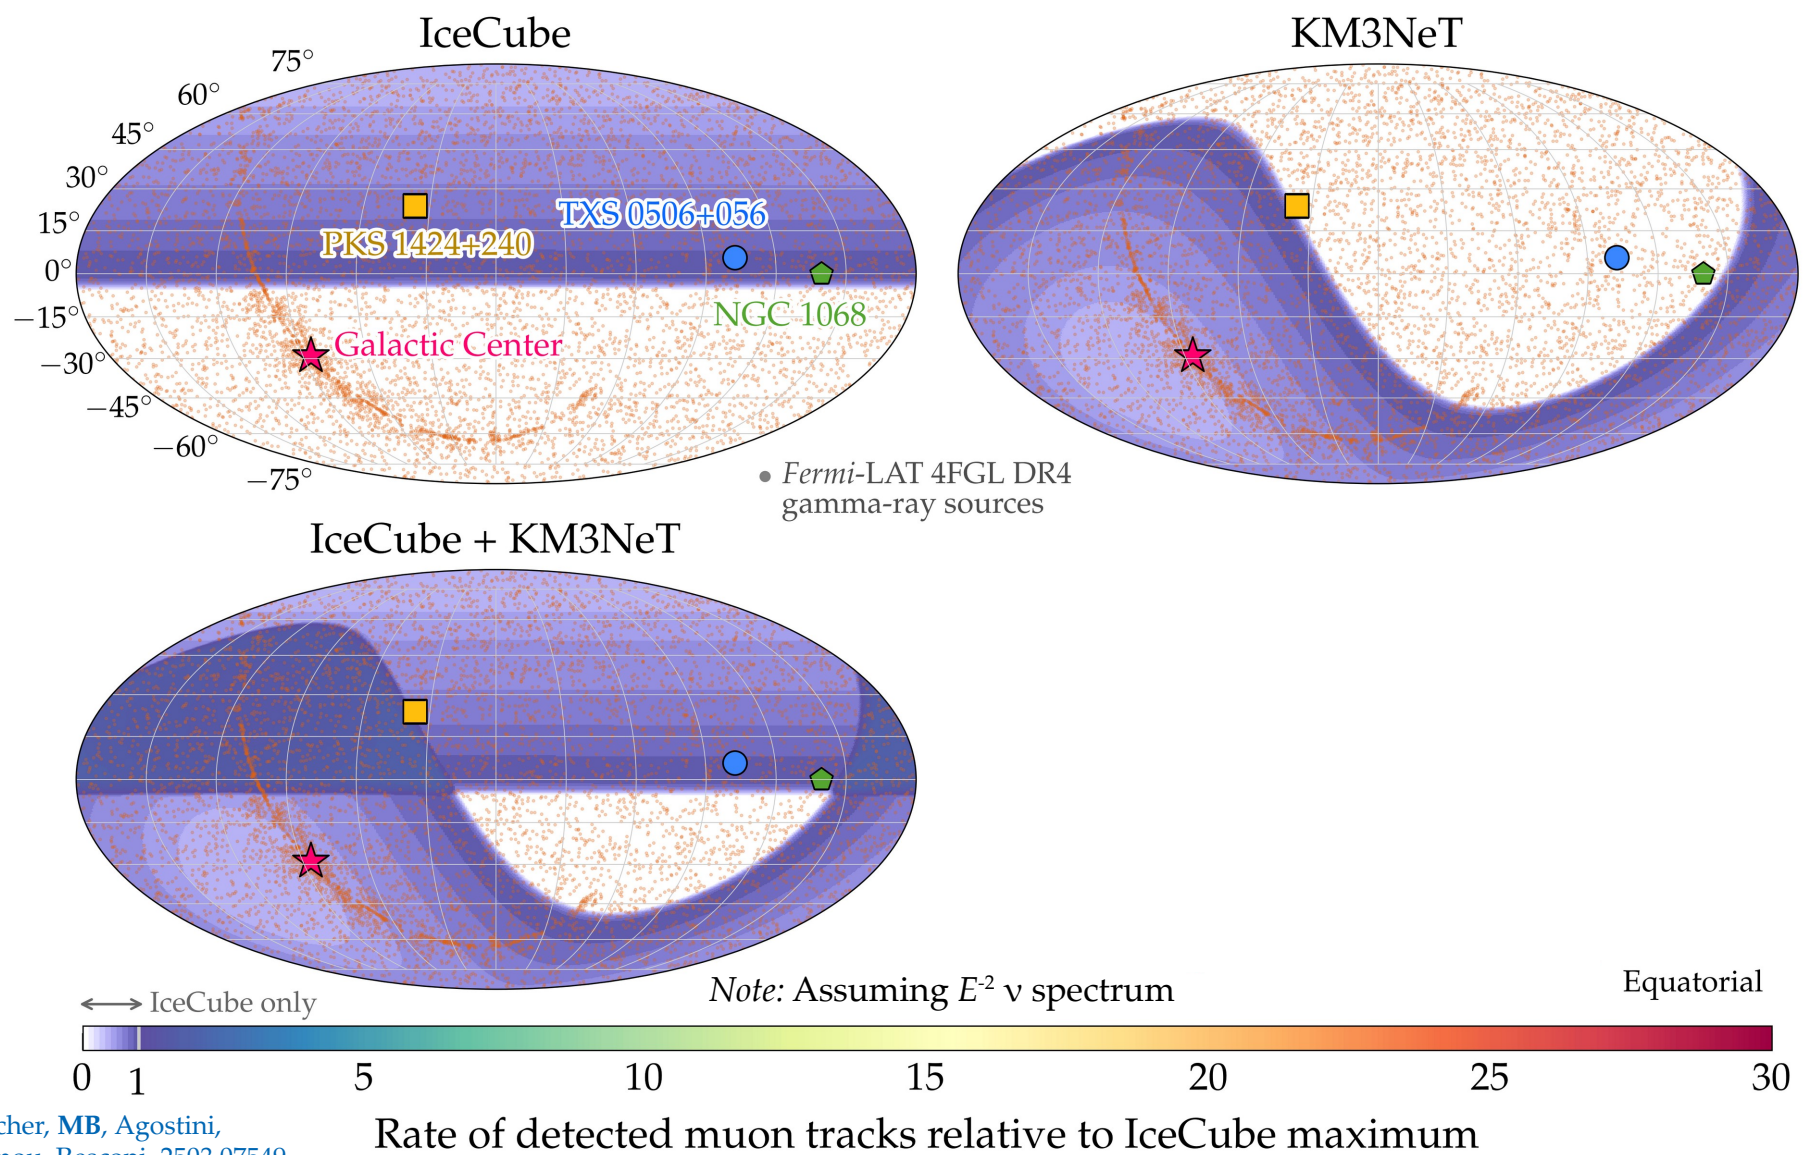 IceCube
KM3NeT
75°
60°
45°
30°
15°
0°
−15°
−30°
−45°
−60°
−75°
TXS 0506+056
PKS 1424+240
NGC 1068
Galactic Center
Fermi-LAT 4FGL DR4
gamma-ray sources
IceCube + KM3NeT
IceCube only
Note: Assuming E⁻² ν spectrum
Equatorial
0 1 5 10 15 20 25 30
Rate of detected muon tracks relative to IceCube maximum
MB, Agostini,